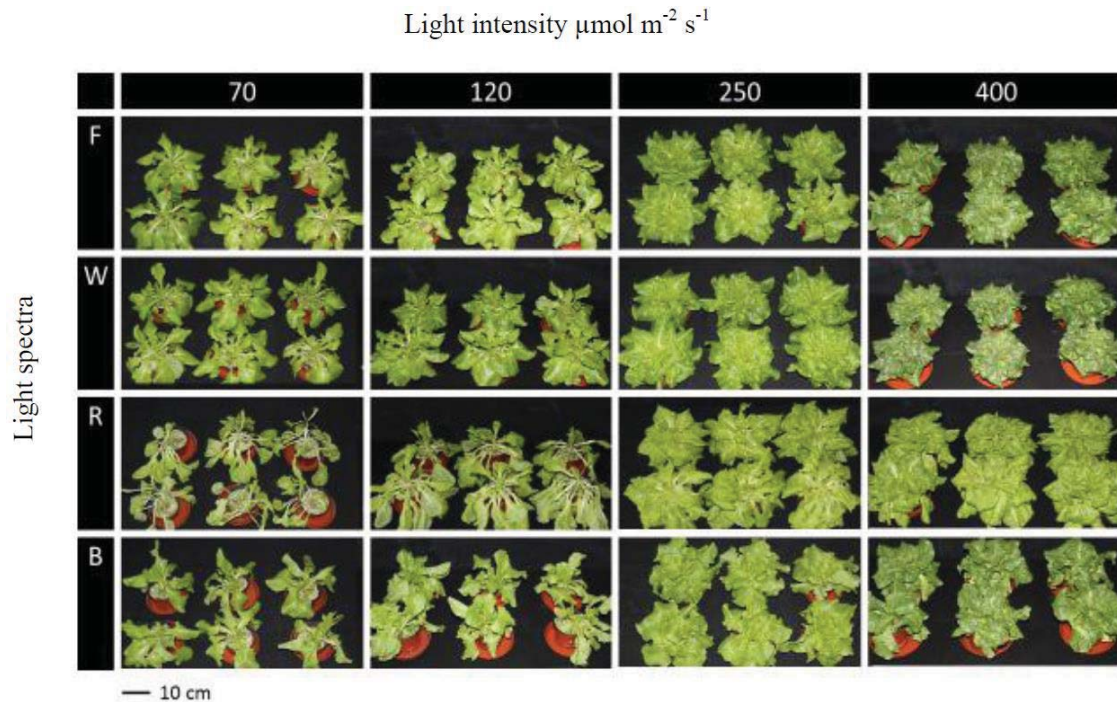 Light intensity µmol m⁻² s⁻¹
70 120 250 400
F
W
R
B
Light spectra
10 cm